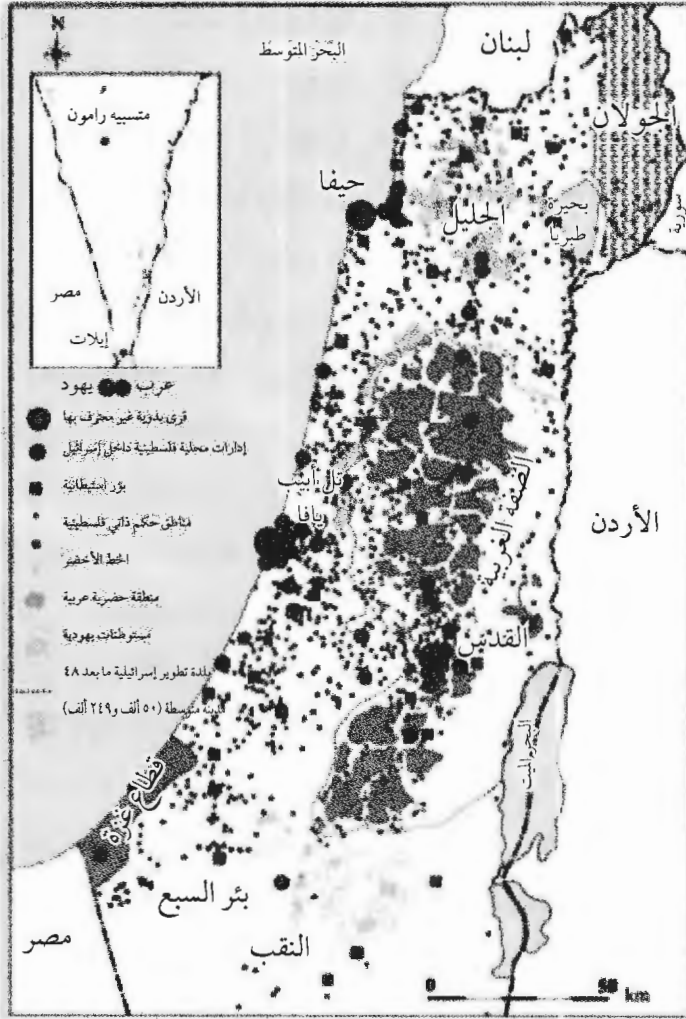 N
البحر المتوسط
لبنان
الجولان
متسبيه رامون
حيفا
الجليل
بحيرة
طبريا
سورية
مصر
الأردن
إيلات
عرب
يهود
قرى بدوية غير معترف بها
إدارات محلية فلسطينية داخل إسرائيل
بؤر استيطانية
مناطق حكم ذاتي فلسطينية
الخط الأخضر
منطقة حضرية عربية
مستوطنات يهودية
بلدة تطوير إسرائيلية ما بعد ٤٨
مدينة متوسطة (٥٠ ألف و٢٤٩ ألف)
تل أبيب
يافا
الضفة الغربية
الأردن
القدس
البحر الميت
قطاع غزة
بئر السبع
النقب
مصر
0
50
km